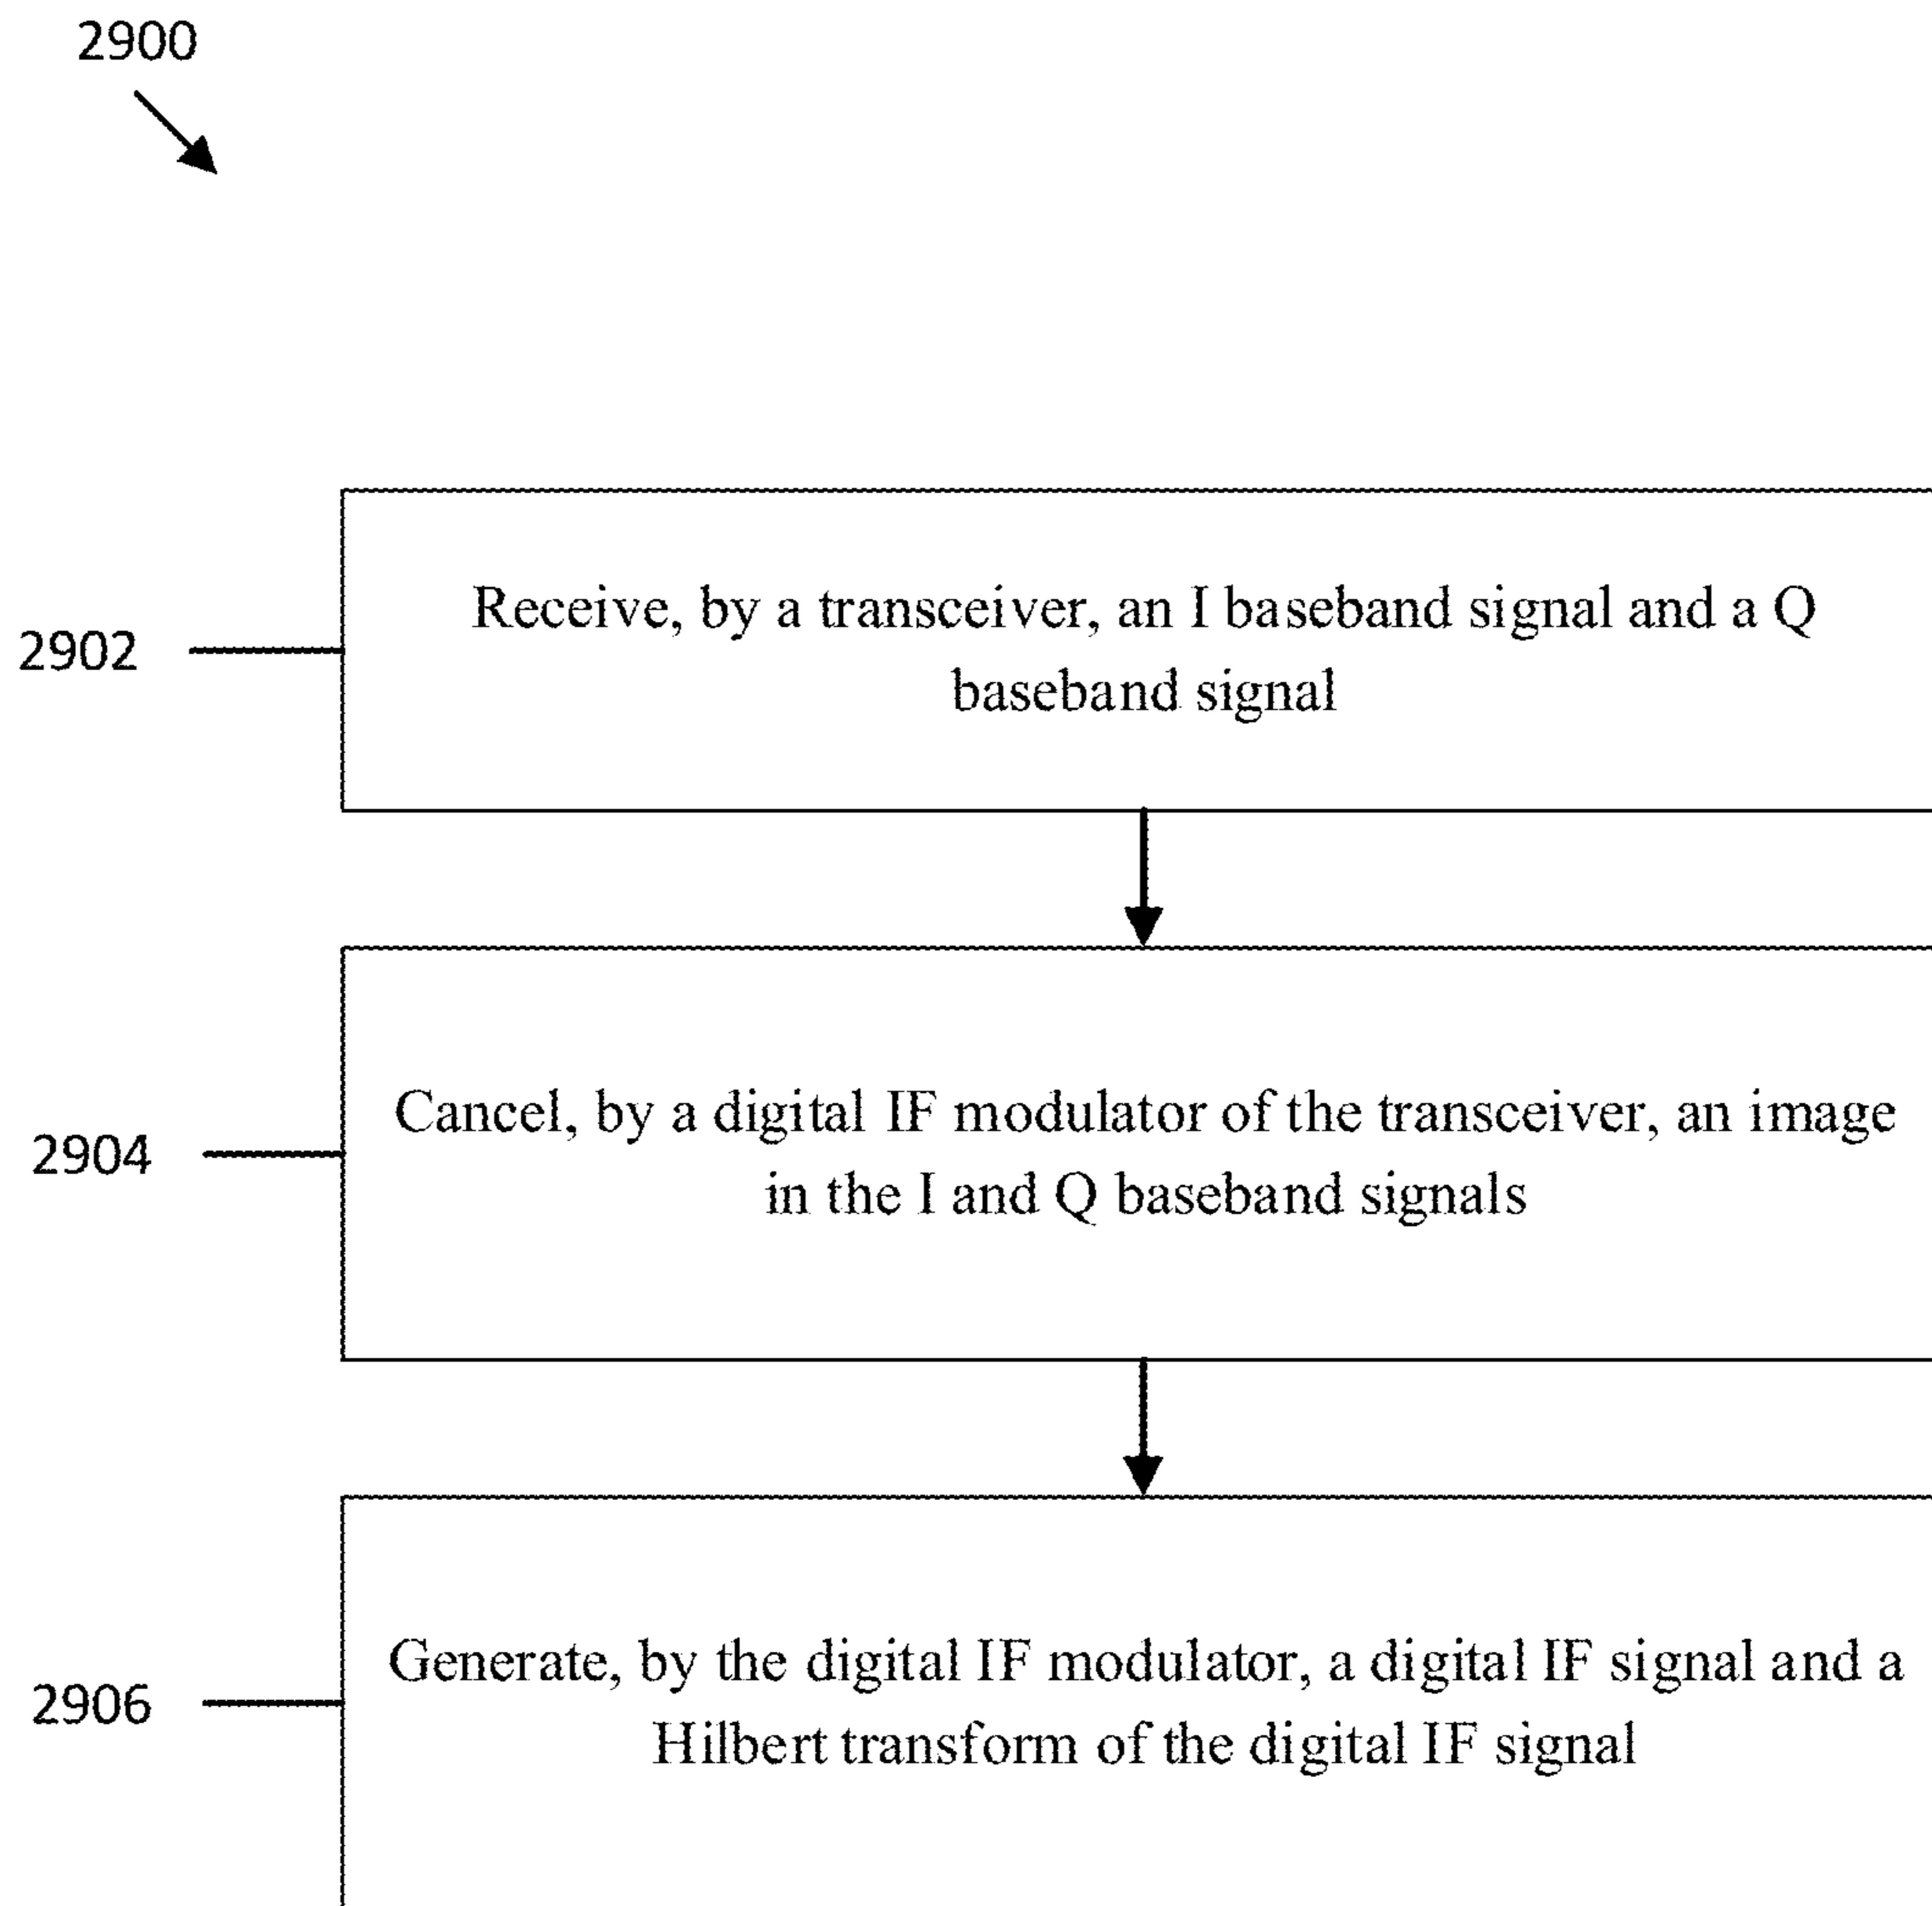 2900
2902
Receive, by a transceiver, an I baseband signal and a Q
baseband signal
2904
Cancel, by a digital IF modulator of the transceiver, an image
in the I and Q baseband signals
2906
Generate, by the digital IF modulator, a digital IF signal and a
Hilbert transform of the digital IF signal